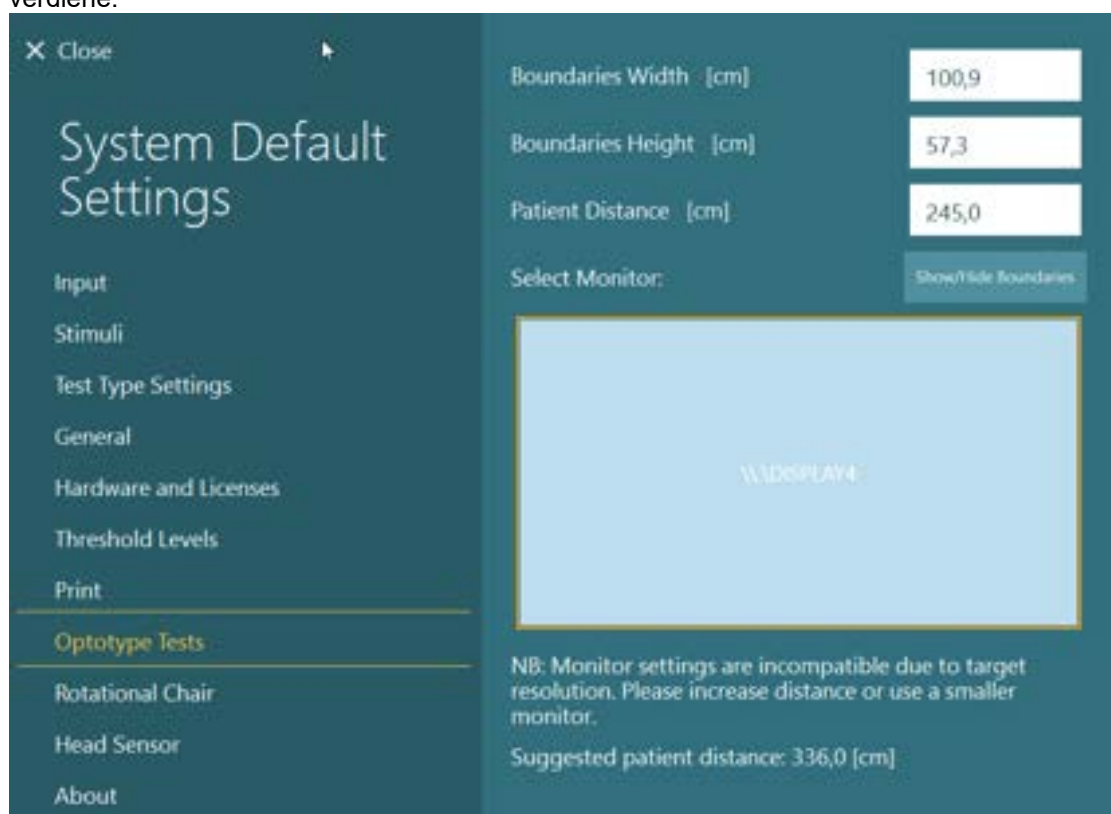 verdiene.
Close
System Default
Settings
Input
Stimuli
Test Type Settings
General
Hardware and Licenses
Threshold Levels
Print
Optotype Tests
Rotational Chair
Head Sensor
About
Boundaries Width [cm]
100,9
Boundaries Height [cm]
57,3
Patient Distance [cm]
245,0
Select Monitor:
Show/Hide Boundaries
\\.\DISPLAY4
NB: Monitor settings are incompatible due to target
resolution. Please increase distance or use a smaller
monitor.
Suggested patient distance: 336,0 [cm]